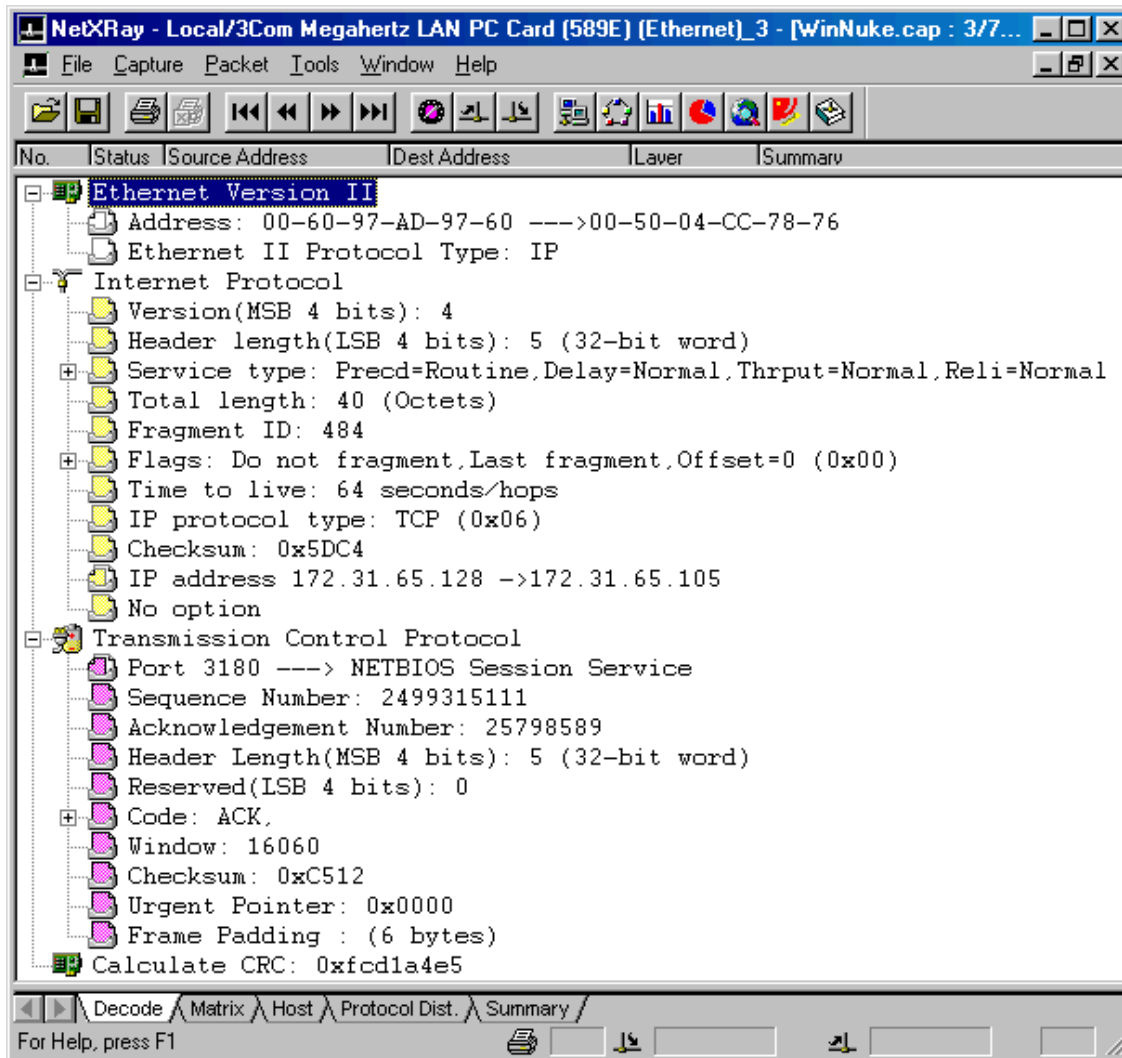 NetXRay - Local/3Com Megahertz LAN PC Card (589E) (Ethernet)_3 - [WinNuke.cap : 3/7...
File Capture Packet Tools Window Help
No. Status Source Address Dest Address Layer Summary
Ethernet Version II
Address: 00-60-97-AD-97-60 --->00-50-04-CC-78-76
Ethernet II Protocol Type: IP
Internet Protocol
Version(MSB 4 bits): 4
Header length(LSB 4 bits): 5 (32-bit word)
Service type: Precd=Routine,Delay=Normal,Thrput=Normal,Reli=Normal
Total length: 40 (Octets)
Fragment ID: 484
Flags: Do not fragment,Last fragment,Offset=0 (0x00)
Time to live: 64 seconds/hops
IP protocol type: TCP (0x06)
Checksum: 0x5DC4
IP address 172.31.65.128 ->172.31.65.105
No option
Transmission Control Protocol
Port 3180 ---> NETBIOS Session Service
Sequence Number: 2499315111
Acknowledgement Number: 25798589
Header Length(MSB 4 bits): 5 (32-bit word)
Reserved(LSB 4 bits): 0
Code: ACK,
Window: 16060
Checksum: 0xC512
Urgent Pointer: 0x0000
Frame Padding : (6 bytes)
Calculate CRC: 0xfcd1a4e5
Decode Matrix Host Protocol Dist. Summary
For Help, press F1